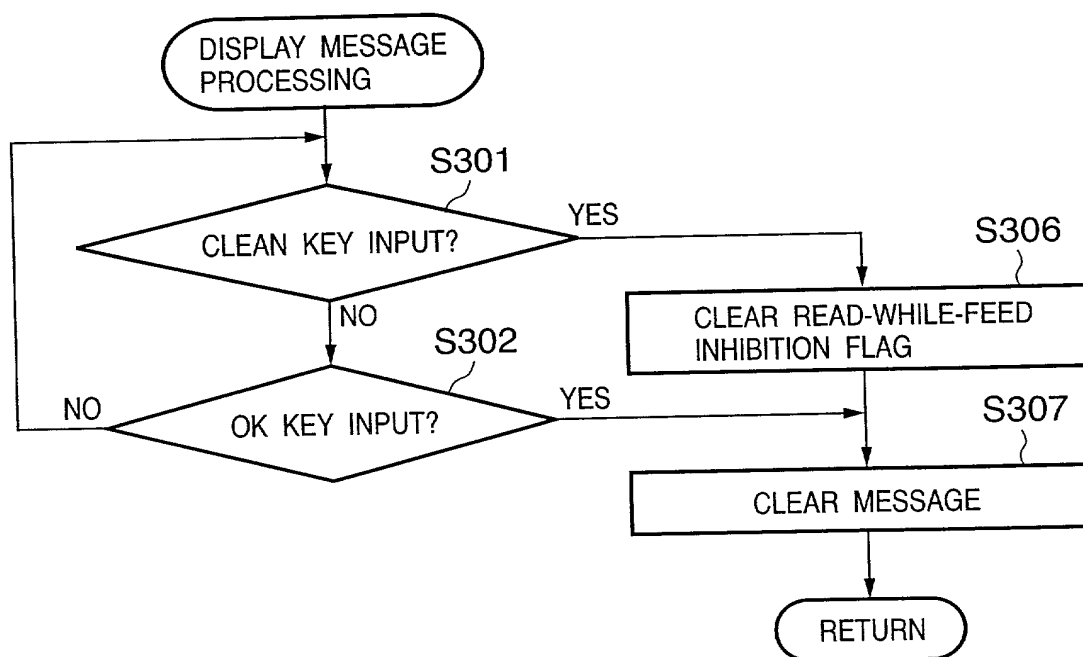 DISPLAY MESSAGE
PROCESSING
S301
CLEAN KEY INPUT?
YES
NO
S306
CLEAR READ-WHILE-FEED
INHIBITION FLAG
S302
OK KEY INPUT?
YES
NO
S307
CLEAR MESSAGE
RETURN